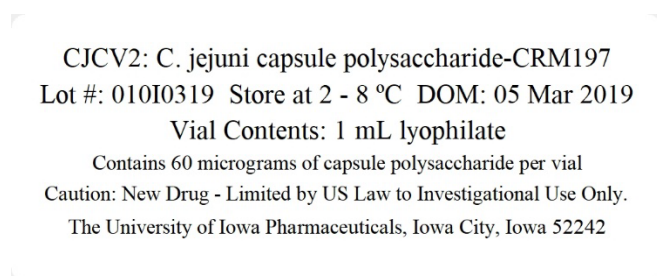 CJCV2: C. jejuni capsule polysaccharide-CRM197
Lot #: 010I0319 Store at 2 - 8 ºC DOM: 05 Mar 2019
Vial Contents: 1 mL lyophilate
Contains 60 micrograms of capsule polysaccharide per vial
Caution: New Drug - Limited by US Law to Investigational Use Only.
The University of Iowa Pharmaceuticals, Iowa City, Iowa 52242